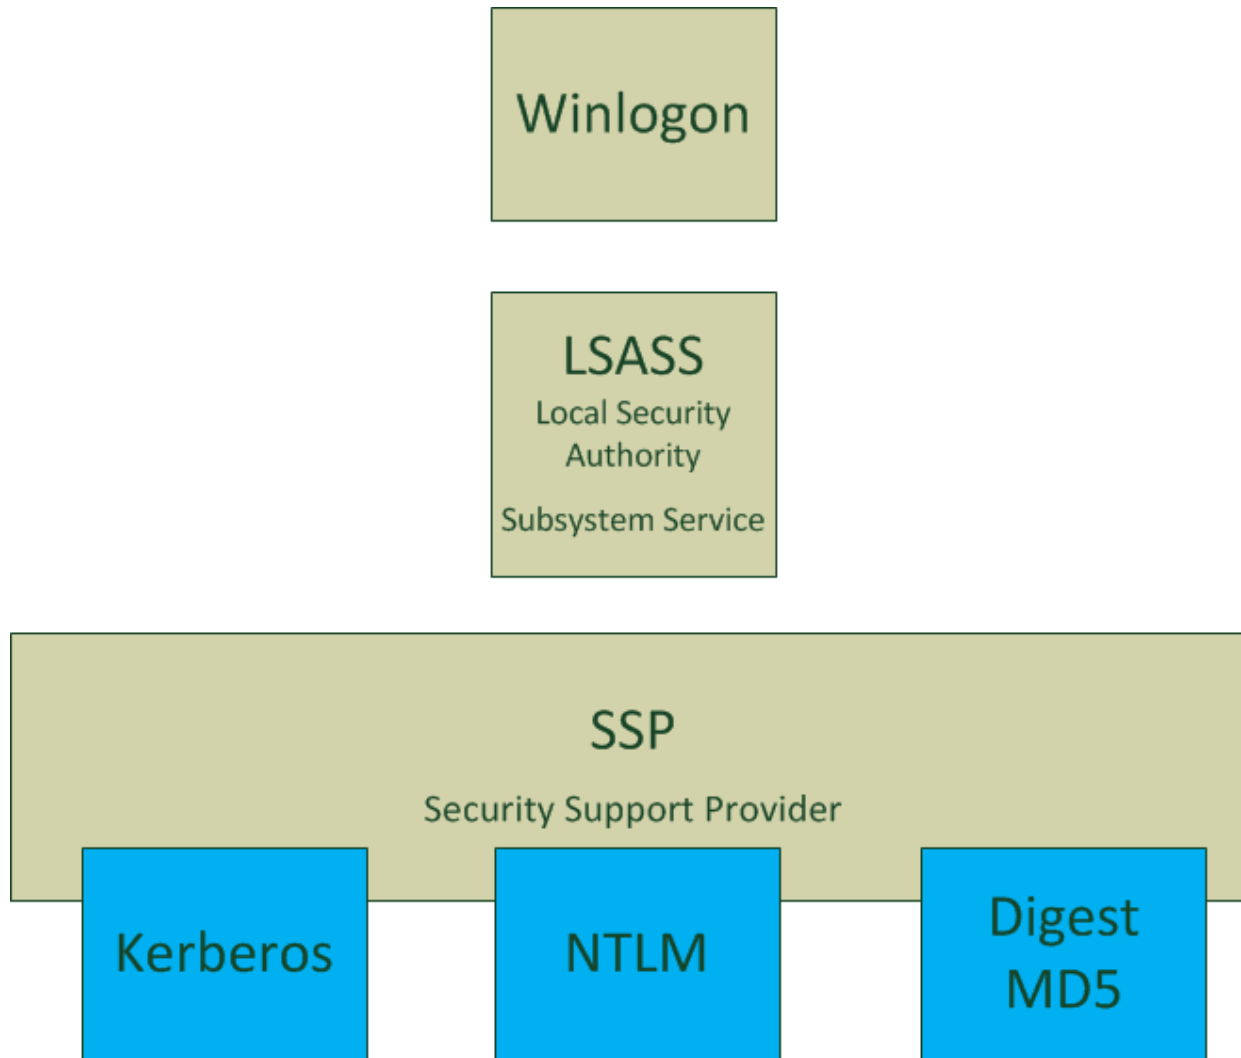 Winlogon
LSASS
Local Security
Authority
Subsystem Service
SSP
Security Support Provider
Kerberos
NTLM
Digest
MD5